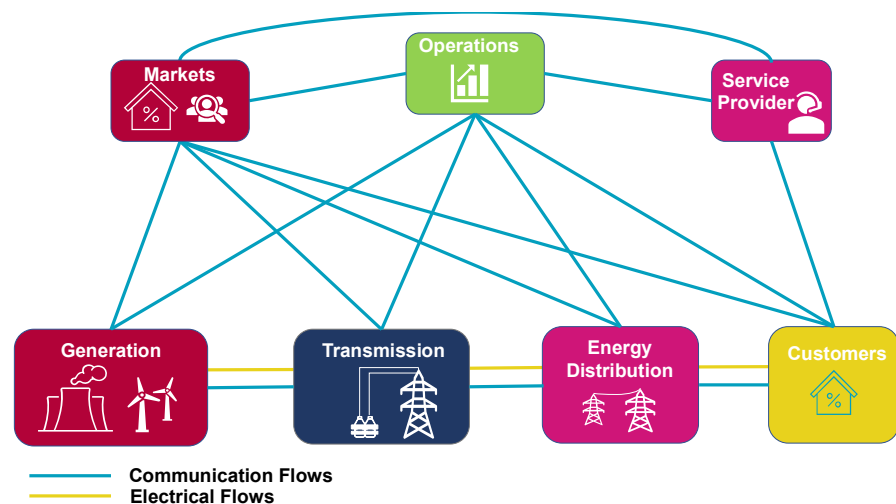 Markets
Operations
Service
Provider
%
Generation
Transmission
Energy
Distribution
Customers
%
Communication Flows
Electrical Flows